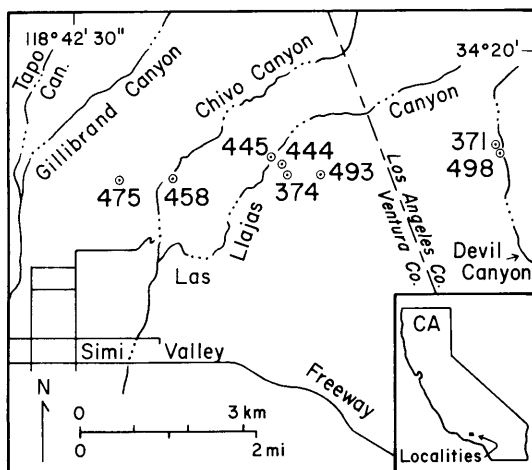 118° 42' 30"
34° 20'
Tapo
Can.
Gillibrand Canyon
Chivo Canyon
Canyon
Las
Llajas
445
444
374
493
371
498
475
458
Los Angeles Co.
Ventura Co.
Devil
Canyon
Simi Valley
Freeway
N
0 3 km
0 2 mi
CA
Localities